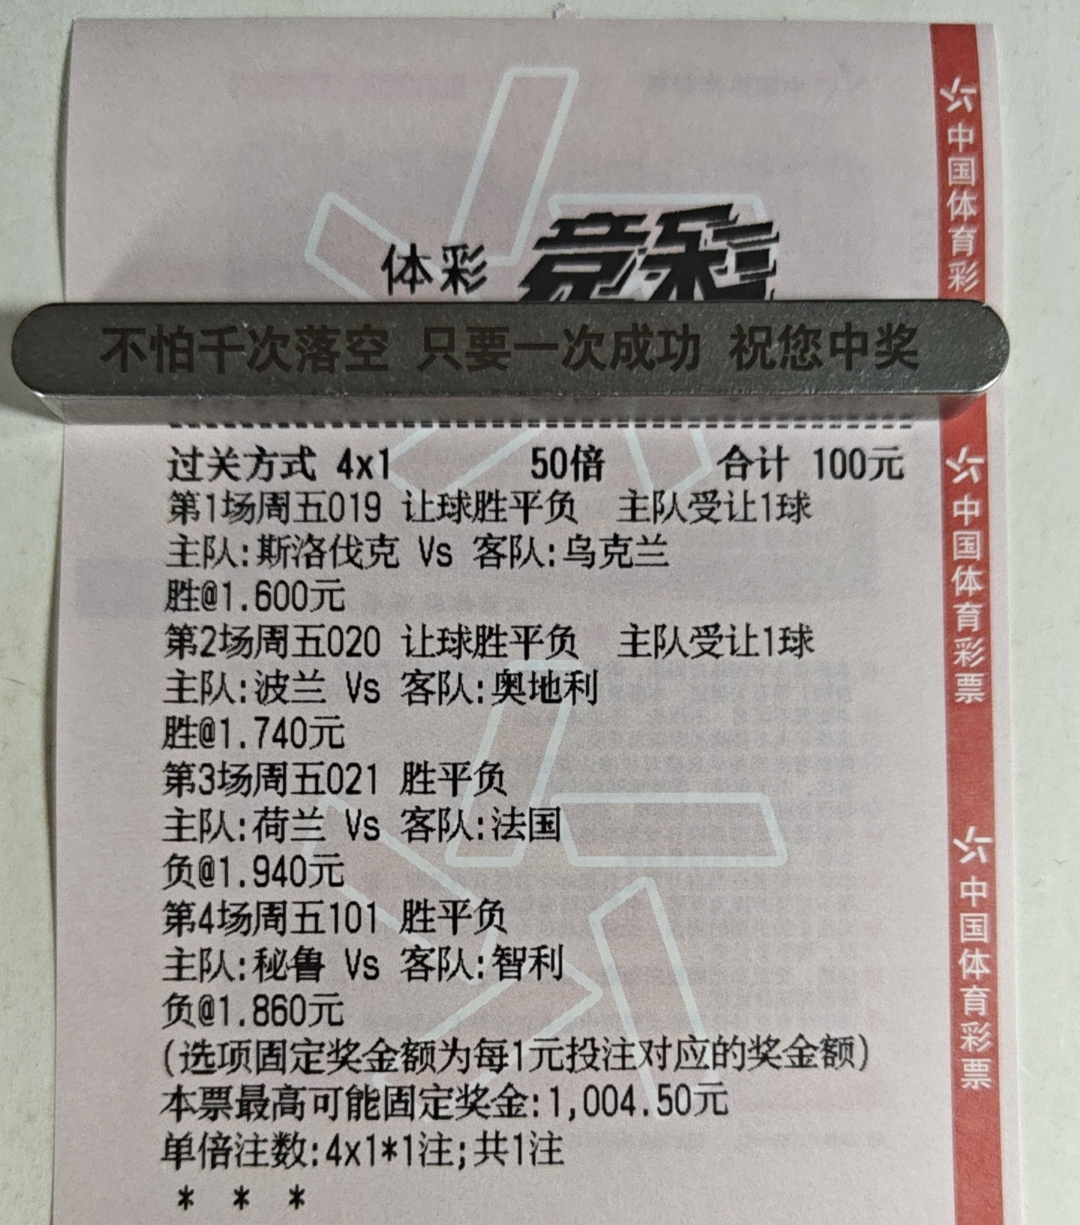 体彩 竞彩
不怕千次落空 只要一次成功 祝您中奖
过关方式 4x1 50倍 合计 100元
第1场周五019 让球胜平负 主队受让1球
主队:斯洛伐克 Vs 客队:乌克兰
胜@1.600元
第2场周五020 让球胜平负 主队受让1球
主队:波兰 Vs 客队:奥地利
胜@1.740元
第3场周五021 胜平负
主队:荷兰 Vs 客队:法国
负@1.940元
第4场周五101 胜平负
主队:秘鲁 Vs 客队:智利
负@1.860元
(选项固定奖金额为每1元投注对应的奖金额)
本票最高可能固定奖金:1,004.50元
单倍注数:4x1*1注;共1注
* * *
中国体育彩
中国体育彩票
中国体育彩票